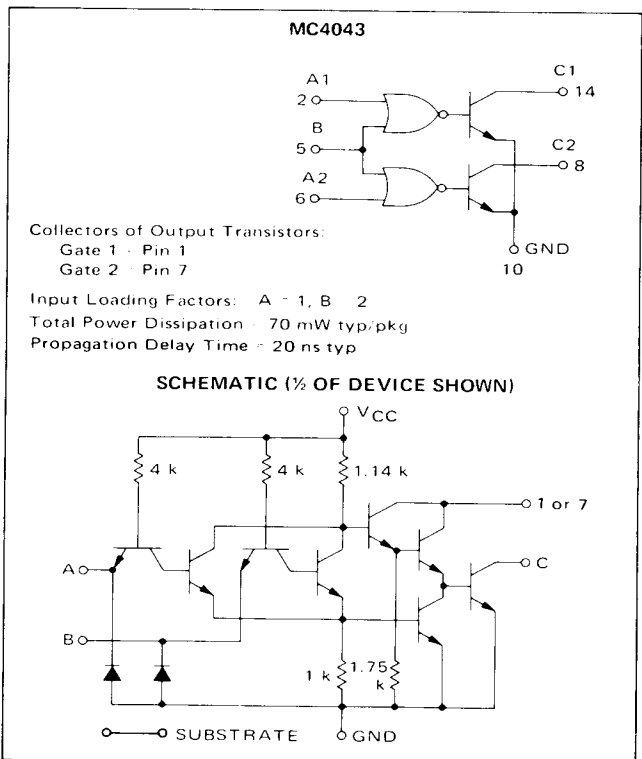 MC4043
A1
2
B
5
A2
6
C1
14
C2
8
GND
10
Collectors of Output Transistors:
Gate 1 - Pin 1
Gate 2 - Pin 7
Input Loading Factors: A = 1, B 2
Total Power Dissipation - 70 mW typ/pkg
Propagation Delay Time = 20 ns typ
SCHEMATIC (½ OF DEVICE SHOWN)
VCC
4 k
4 k
1.14 k
1 or 7
A
C
B
1 k
1.75 k
SUBSTRATE
GND